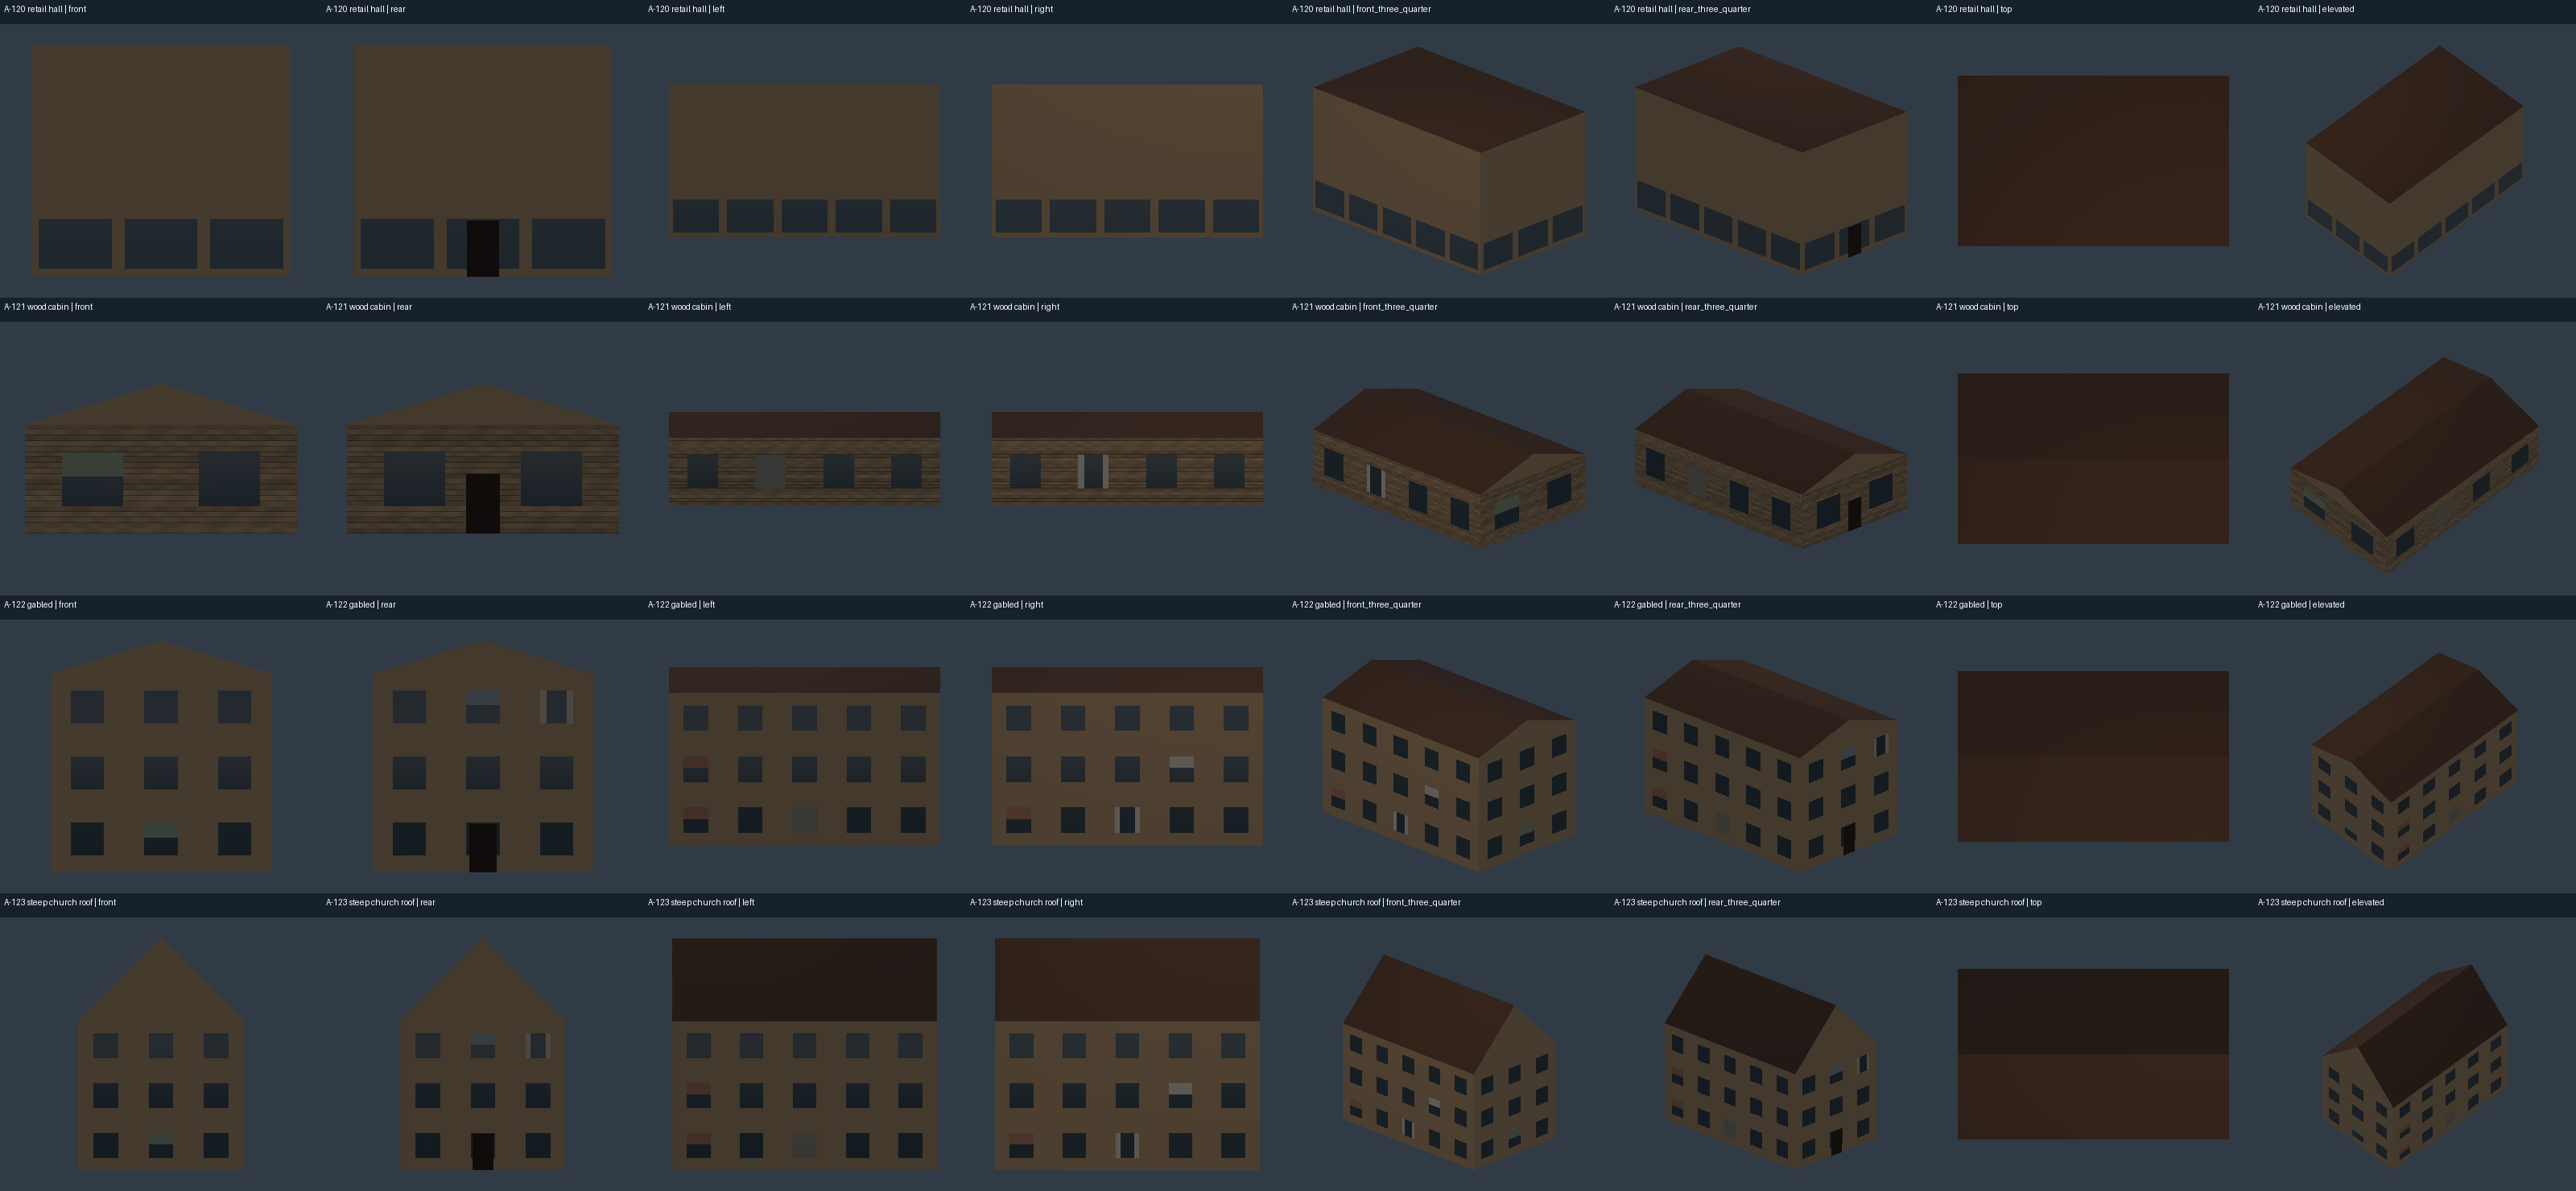 A-120 retail hall | front
A-120 retail hall | rear
A-120 retail hall | left
A-120 retail hall | right
A-120 retail hall | front_three_quarter
A-120 retail hall | rear_three_quarter
A-120 retail hall | top
A-120 retail hall | elevated
A-121 wood cabin | front
A-121 wood cabin | rear
A-121 wood cabin | left
A-121 wood cabin | right
A-121 wood cabin | front_three_quarter
A-121 wood cabin | rear_three_quarter
A-121 wood cabin | top
A-121 wood cabin | elevated
A-122 gabled | front
A-122 gabled | rear
A-122 gabled | left
A-122 gabled | right
A-122 gabled | front_three_quarter
A-122 gabled | rear_three_quarter
A-122 gabled | top
A-122 gabled | elevated
A-123 steep church roof | front
A-123 steep church roof | rear
A-123 steep church roof | left
A-123 steep church roof | right
A-123 steep church roof | front_three_quarter
A-123 steep church roof | rear_three_quarter
A-123 steep church roof | top
A-123 steep church roof | elevated